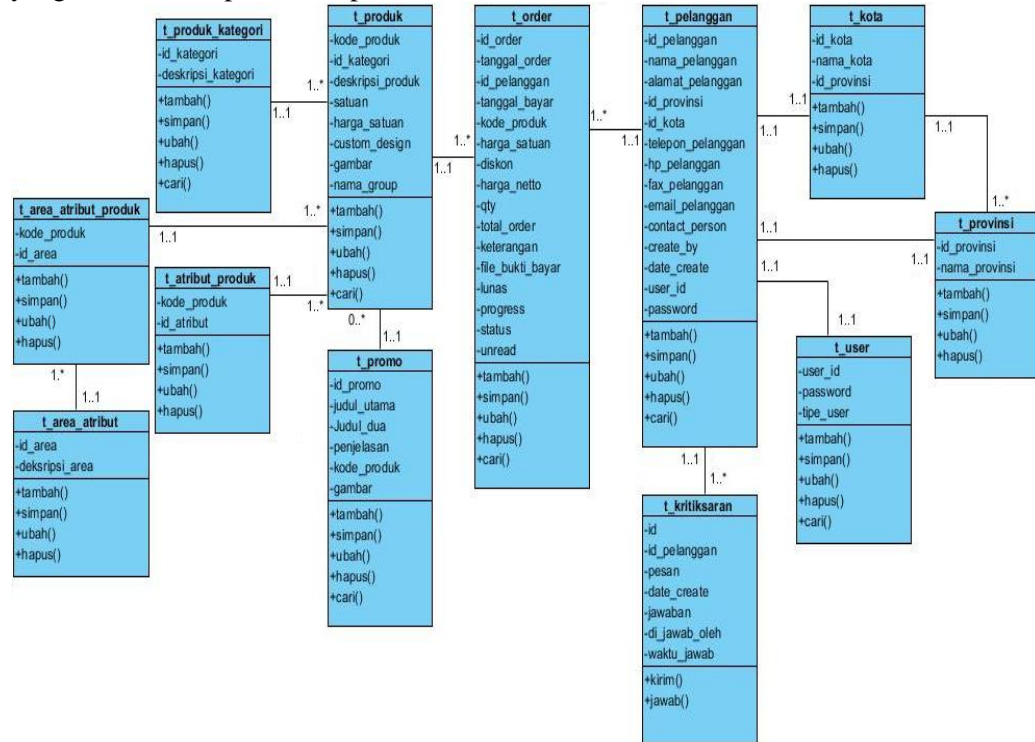 t_produk_kategori
-id_kategori
-deskripsi_kategori
+tambah()
+simpan()
+ubah()
+hapus()
+cari()
t_produk
-kode_produk
-id_kategori
-deskripsi_produk
-satuan
-harga_satuan
-custom_design
-gambar
-nama_group
+tambah()
+simpan()
+ubah()
+hapus()
+cari()
t_order
-id_order
-tanggal_order
-id_pelanggan
-tanggal_bayar
-kode_produk
-harga_satuan
-diskon
-harga_netto
-qty
-total_order
-keterangan
-file_bukti_bayar
-lunas
-progress
-status
-unread
+tambah()
+simpan()
+ubah()
+hapus()
+cari()
t_pelanggan
-id_pelanggan
-nama_pelanggan
-alamat_pelanggan
-id_provinsi
-id_kota
-telepon_pelanggan
-hp_pelanggan
-fax_pelanggan
-email_pelanggan
-contact_person
-create_by
-date_create
-user_id
-password
+tambah()
+simpan()
+ubah()
+hapus()
+cari()
t_kota
-id_kota
-nama_kota
-id_provinsi
+tambah()
+simpan()
+ubah()
+hapus()
1..*
1..1
1..*
1..1
1..*
1..1
1..1
1..1
1..1
1..*
t_area_atribut_produk
-kode_produk
-id_area
+tambah()
+simpan()
+ubah()
+hapus()
1..*
1..1
t_atribut_produk
-kode_produk
-id_atribut
+tambah()
+simpan()
+ubah()
+hapus()
1..1
1..*
0..*
1..1
t_provinsi
-id_provinsi
-nama_provinsi
+tambah()
+simpan()
+ubah()
+hapus()
1..1
1..1
1..1
1..1
t_promo
-id_promo
-judul_utama
-Judul_dua
-penjelasan
-kode_produk
-gambar
+tambah()
+simpan()
+ubah()
+hapus()
+cari()
t_user
-user_id
-password
-tipe_user
+tambah()
+simpan()
+ubah()
+hapus()
+cari()
1.*
1..1
t_area_atribut
-id_area
-deksripsi_area
+tambah()
+simpan()
+ubah()
+hapus()
1..1
1..*
t_kritiksaran
-id
-id_pelanggan
-pesan
-date_create
-jawaban
-di_jawab_oleh
-waktu_jawab
+kirim()
+jawab()